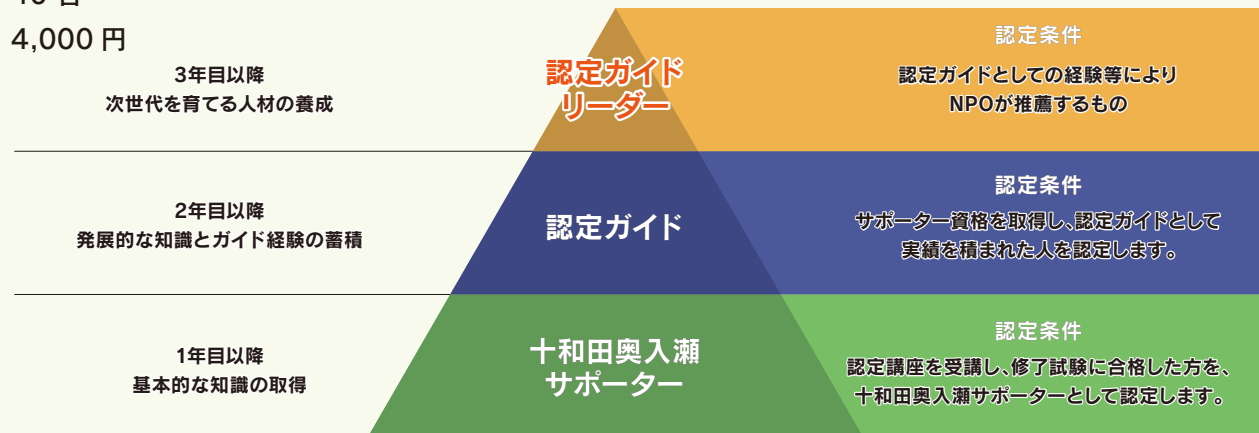 4,000 円
3年目以降
次世代を育てる人材の養成
認定ガイド
リーダー
認定条件
認定ガイドとしての経験等により
NPOが推薦するもの
2年目以降
発展的な知識とガイド経験の蓄積
認定ガイド
認定条件
サポーター資格を取得し、認定ガイドとして
実績を積まれた人を認定します。
1年目以降
基本的な知識の取得
十和田奥入瀬
サポーター
認定条件
認定講座を受講し、修了試験に合格した方を、
十和田奥入瀬サポーターとして認定します。